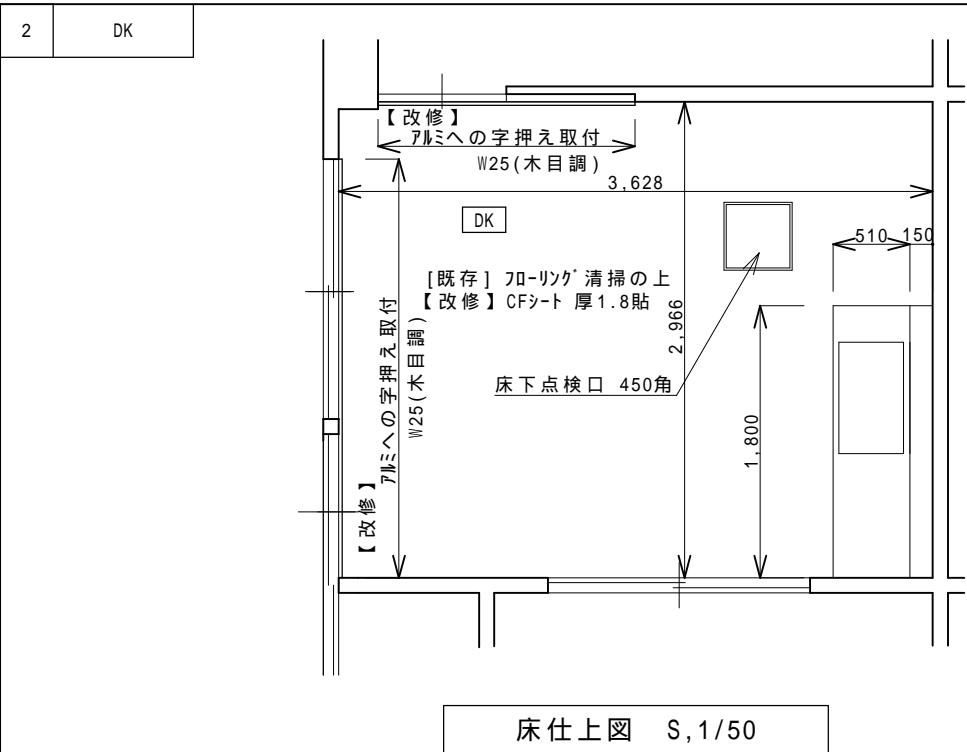 2 DK
【改修】
ｱﾙﾐへの字押え取付
W25(木目調)
3,628
DK
510 150
[既存] ﾌﾛｰﾘﾝｸﾞ清掃の上
【改修】CFｼｰﾄ 厚1.8貼
2,966
床下点検口 450角
1,800
【改修】
ｱﾙﾐへの字押え取付
W25(木目調)
床仕上図 S,1/50